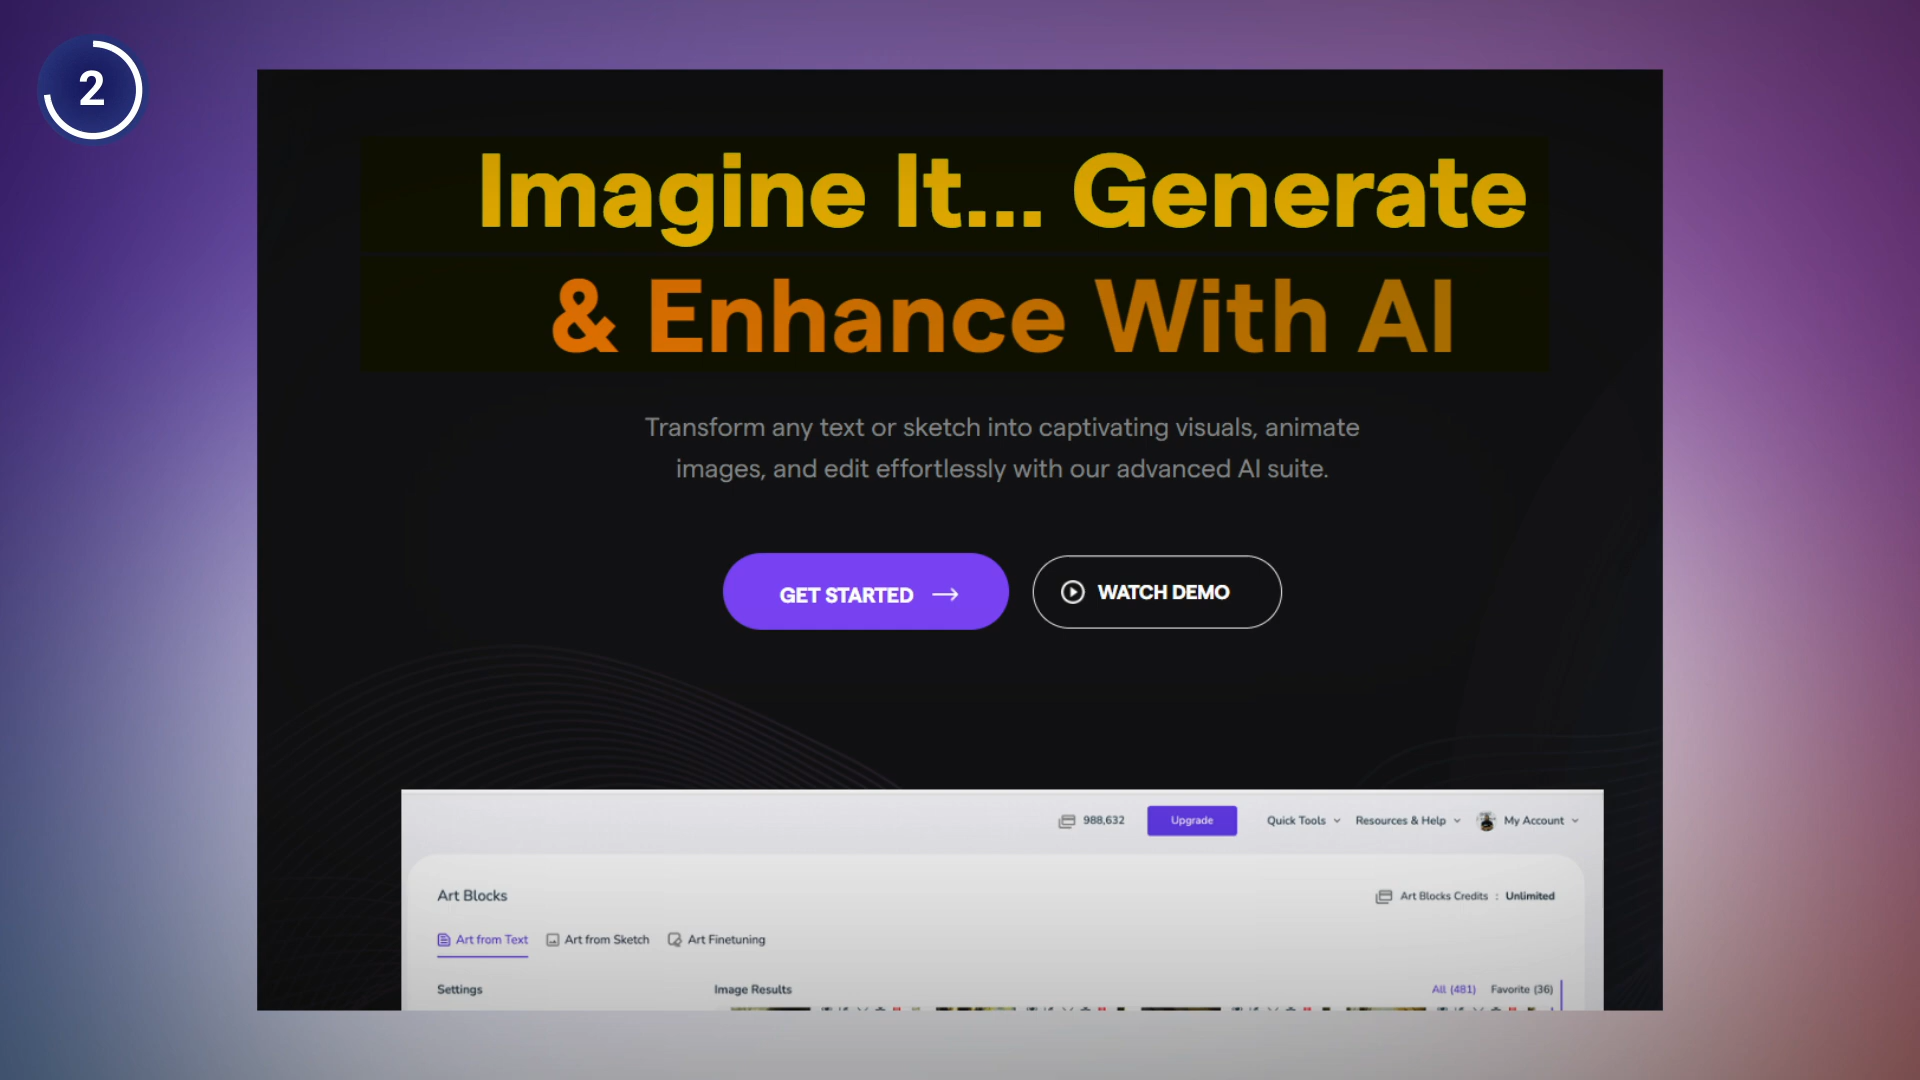 2
Imagine It... Generate
& Enhance With AI
Transform any text or sketch into captivating visuals, animate
images, and edit effortlessly with our advanced AI suite.
GET STARTED
WATCH DEMO
988,632
Upgrade
Quick Tools
Resources & Help
My Account
Art Blocks
Art Blocks Credits : Unlimited
Art from Text
Art from Sketch
Art Finetuning
Settings
Image Results
All (481)
Favorite (36)